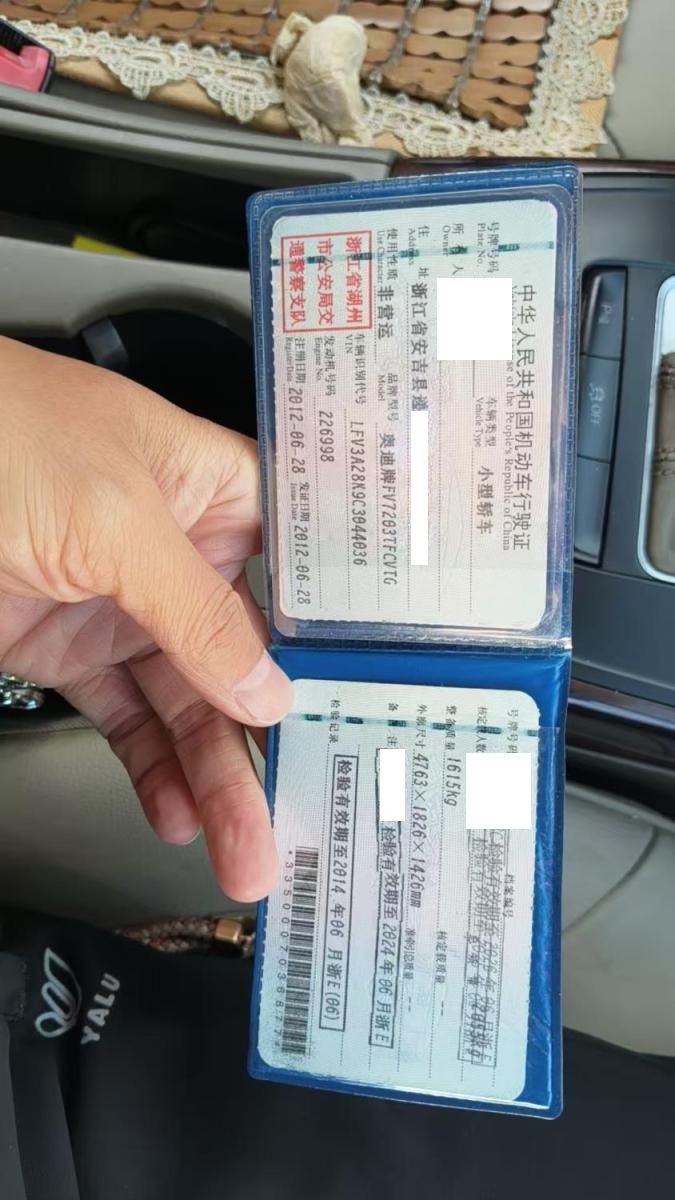 中华人民共和国机动车行驶证
of the People's Republic of China
号牌号码
Plate No.
车辆类型
Vehicle Type
小型轿车
所有人
Owner
住址
Address
浙江省安吉县递
使用性质
Use Character
非营运
品牌型号
Model
奥迪牌FV7203TFCVTG
浙江省湖州
市公安局交
通警察支队
车辆识别代号
VIN
LFV3A28K9C3044036
发动机号码
Engine No.
226998
注册日期
Register Date
2012-06-28
发证日期
Issue Date
2012-06-28
号牌号码
档案编号
核定载人数
整备质量
1615kg
核定载质量
--
外廓尺寸
4763×1826×1426mm
准牵引总质量
--
备注
检验有效期至2024年06月浙E
检验记录
检验有效期至2014年06月浙E(06)
YALU
OFF